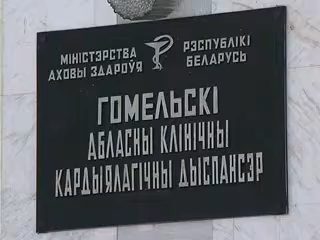 МІНІСТЭРСТВА РЭСПУБЛІКІ
АХОВЫ ЗДАРОЎЯ БЕЛАРУСЬ
ГОМЕЛЬСКІ
АБЛАСНЫ КЛІНІЧНЫ
КАРДЫЯЛАГІЧНЫ ДЫСПАНСЭР